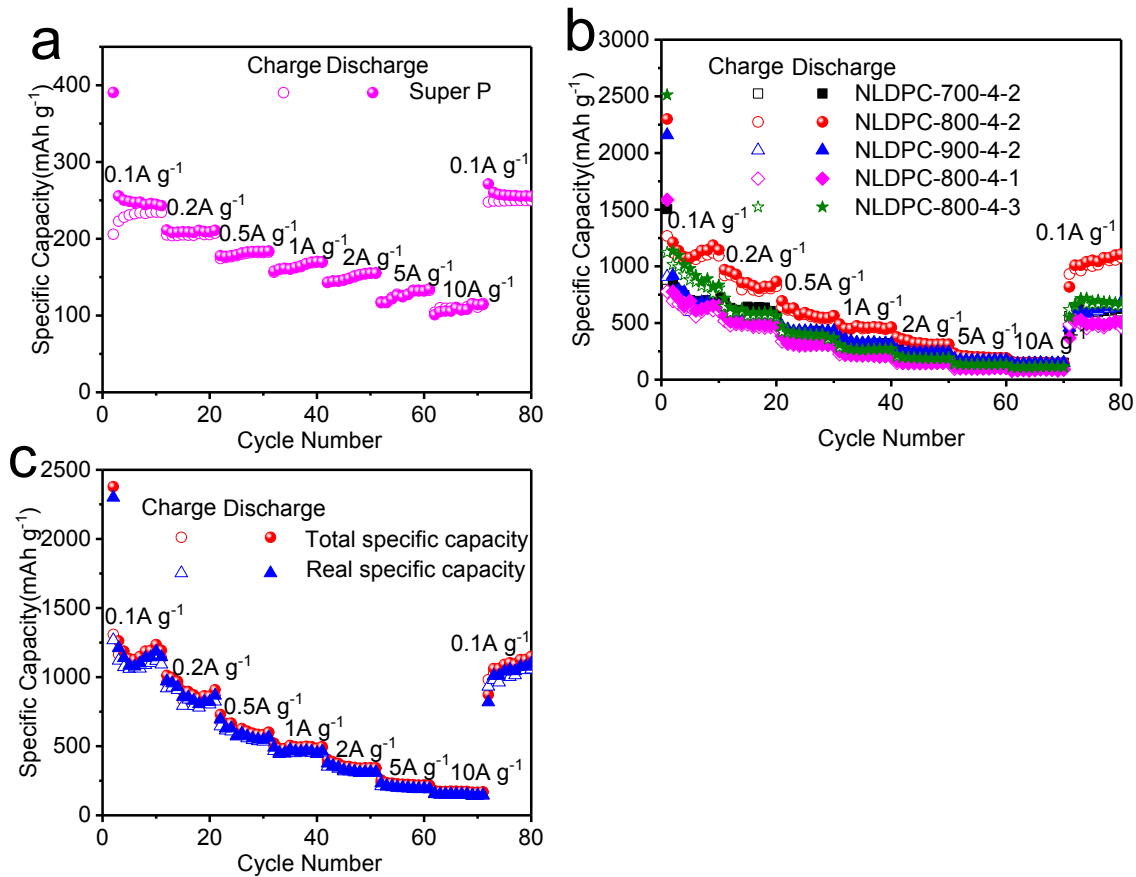 a
Charge Discharge
Super P
0.1A g⁻¹
0.2A g⁻¹
0.5A g⁻¹
1A g⁻¹
2A g⁻¹
5A g⁻¹
10A g⁻¹
0.1A g⁻¹
400
300
200
100
0
0 20 40 60 80
Specific Capacity(mAh g⁻¹)
Cycle Number
b
Charge Discharge
NLDPC-700-4-2
NLDPC-800-4-2
NLDPC-900-4-2
NLDPC-800-4-1
NLDPC-800-4-3
0.1A g⁻¹
0.2A g⁻¹
0.5A g⁻¹
1A g⁻¹
2A g⁻¹
5A g⁻¹
10A g⁻¹
0.1A g⁻¹
3000
2500
2000
1500
1000
500
0
0 20 40 60 80
Specific Capacity(mAh g⁻¹)
Cycle Number
c
Charge Discharge
Total specific capacity
Real specific capacity
0.1A g⁻¹
0.2A g⁻¹
0.5A g⁻¹
1A g⁻¹
2A g⁻¹
5A g⁻¹
10A g⁻¹
0.1A g⁻¹
2500
2000
1500
1000
500
0
0 20 40 60 80
Specific Capacity(mAh g⁻¹)
Cycle Number